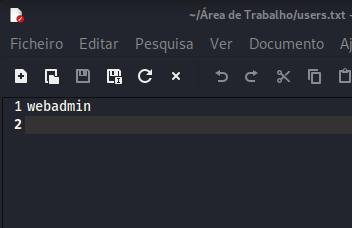 ~/Área de Trabalho/users.txt -
Ficheiro Editar Pesquisa Ver Documento
1 webadmin
2